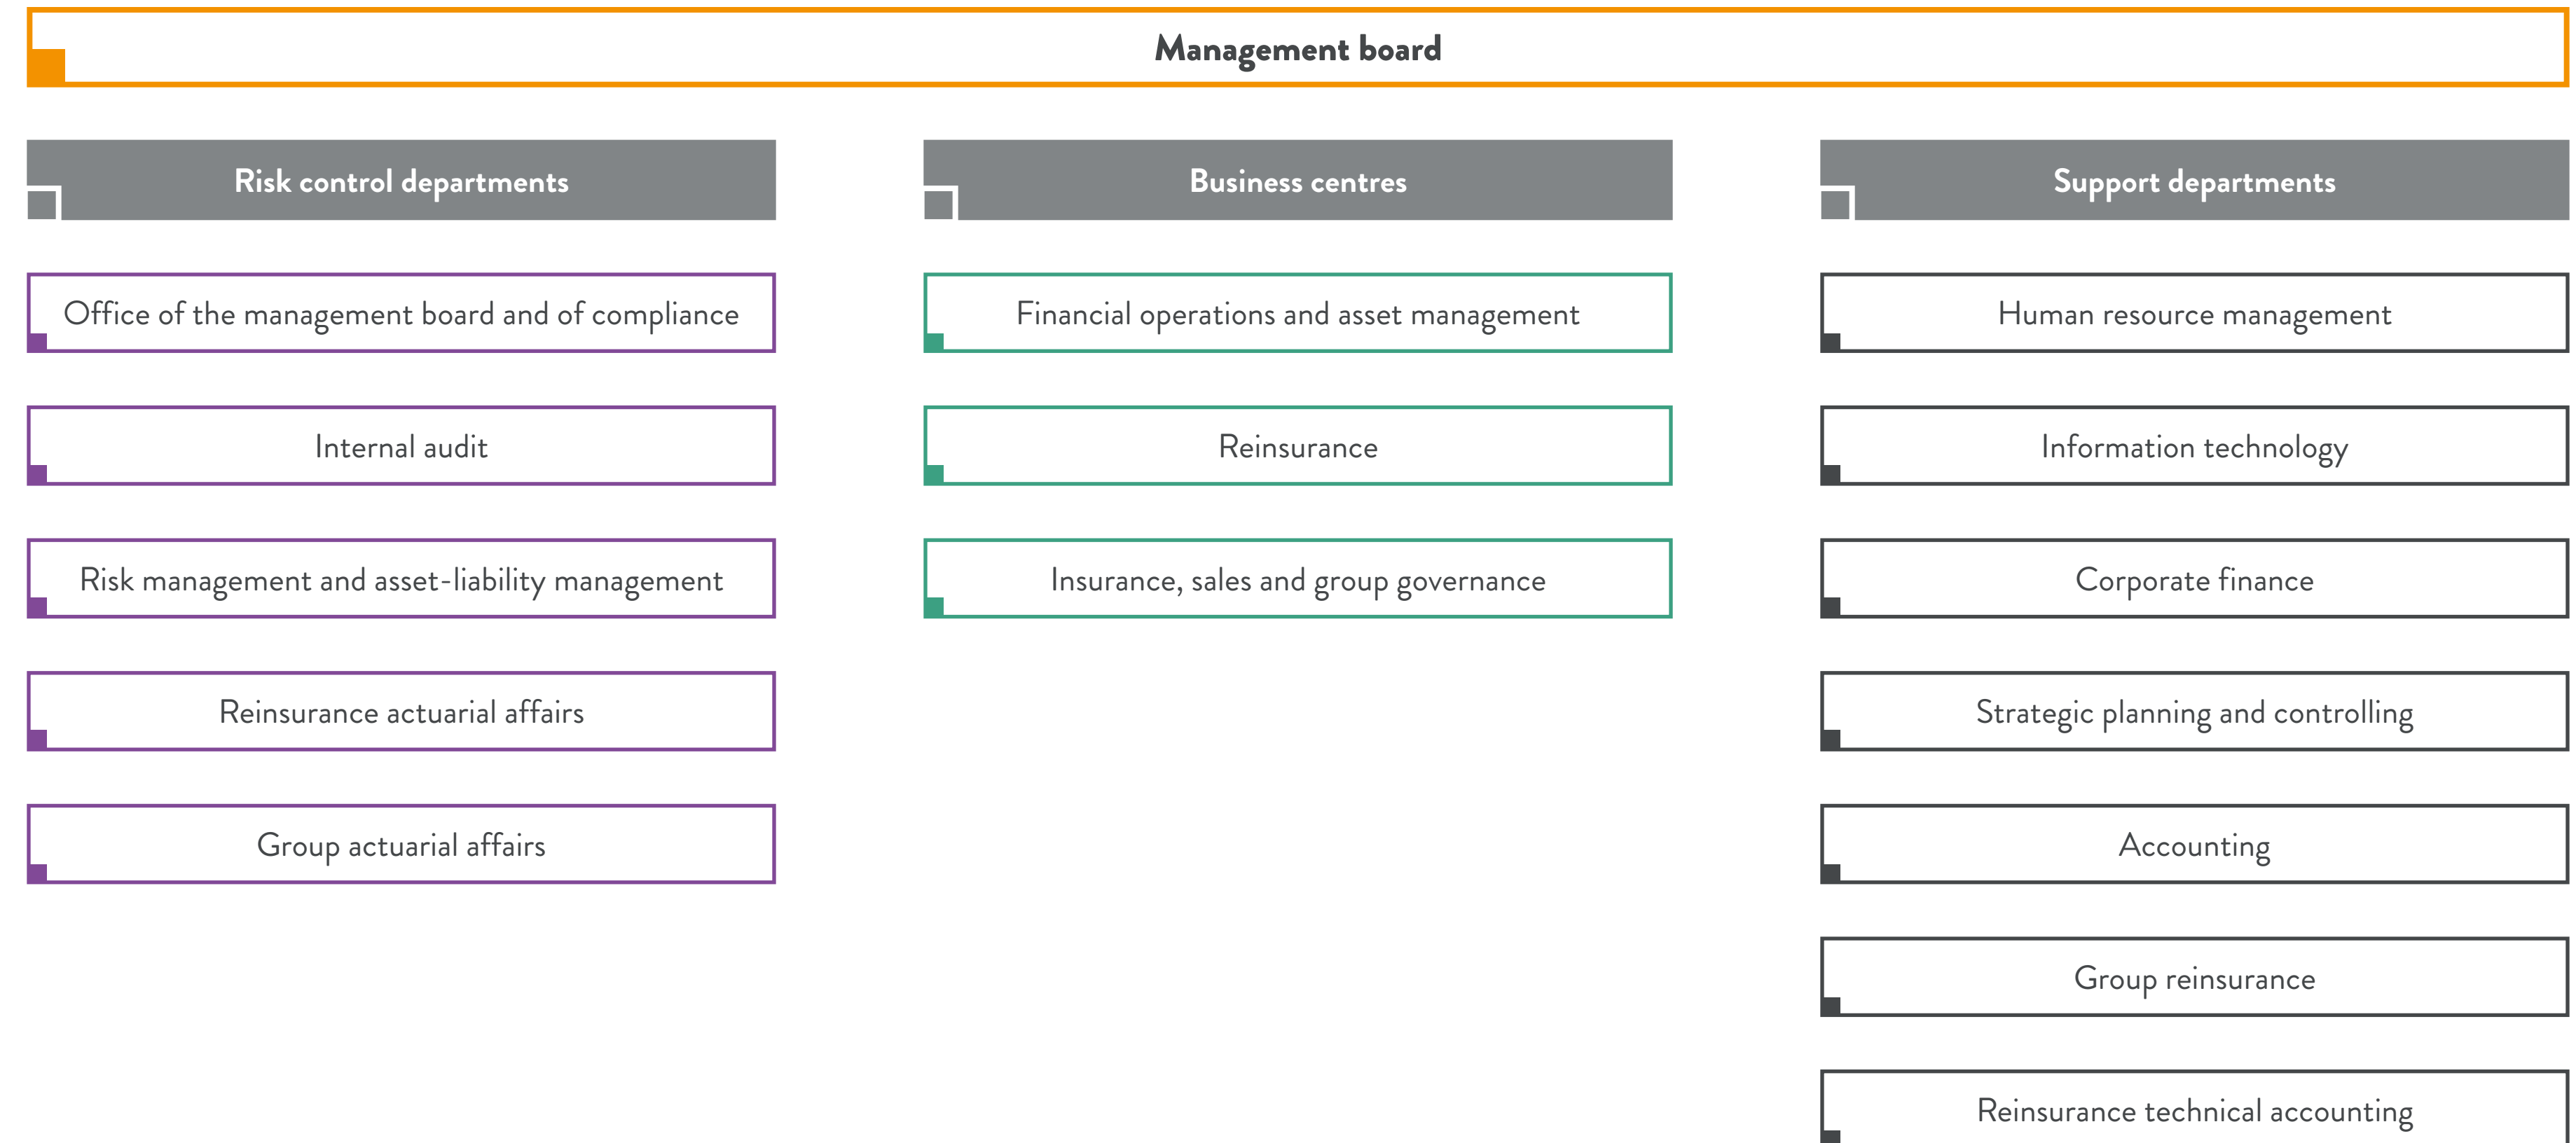 Management board
Risk control departments
Office of the management board and of compliance
Internal audit
Risk management and asset-liability management
Reinsurance actuarial affairs
Group actuarial affairs
Business centres
Financial operations and asset management
Reinsurance
Insurance, sales and group governance
Support departments
Human resource management
Information technology
Corporate finance
Strategic planning and controlling
Accounting
Group reinsurance
Reinsurance technical accounting